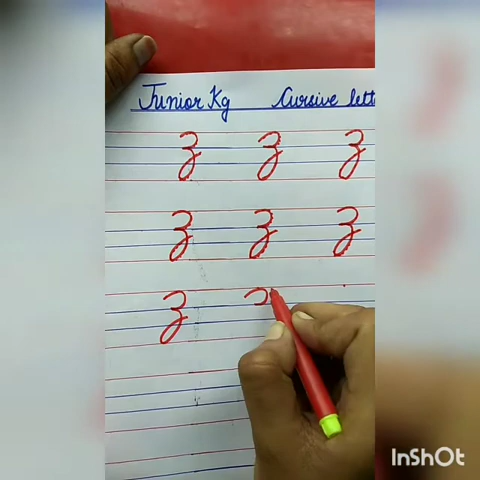 Junior Kg Cursive lett
Z Z Z
Z Z Z
Z
InShOt